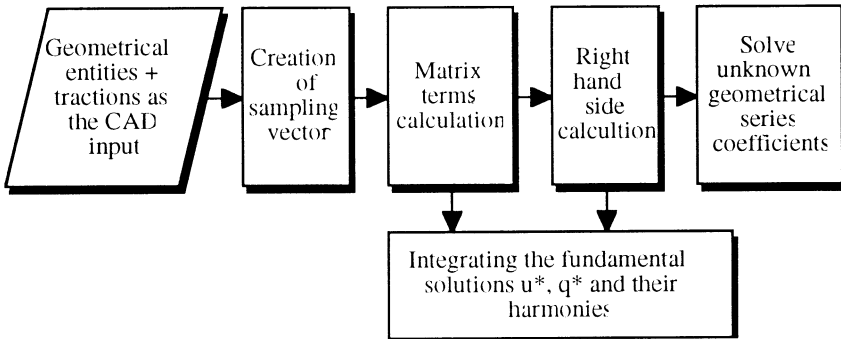 Geometrical
entities +
tractions as
the CAD
input
Creation
of
sampling
vector
Matrix
terms
calculation
Right
hand
side
calcultion
Solve
unknown
geometrical
series
coefficients
Integrating the fundamental
solutions u*, q* and their
harmonies